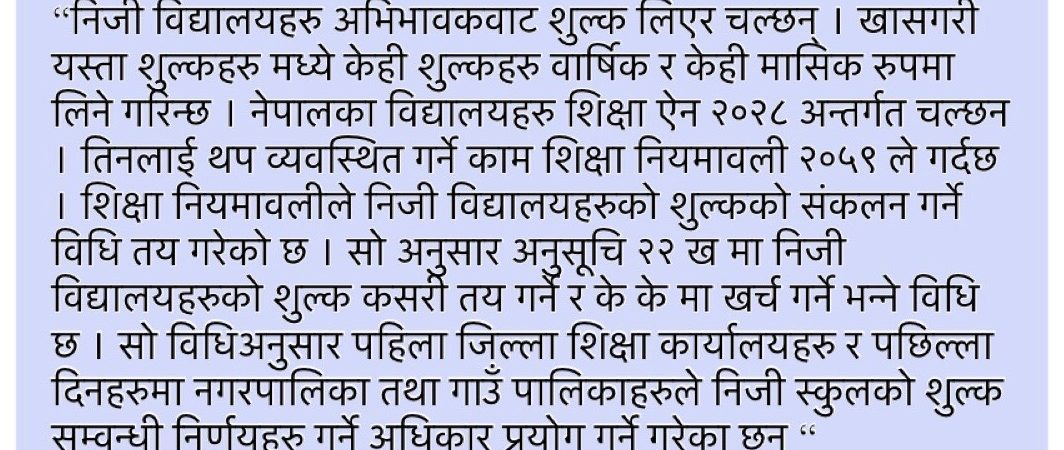 “निजी विद्यालयहरु अभिभावकवाट शुल्क लिएर चल्छन् । खासगरी
यस्ता शुल्कहरु मध्ये केही शुल्कहरु वार्षिक र केही मासिक रुपमा
लिने गरिन्छ । नेपालका विद्यालयहरु शिक्षा ऐन २०२८ अन्तर्गत चल्छन
। तिनलाई थप व्यवस्थित गर्ने काम शिक्षा नियमावली २०५९ ले गर्दछ
। शिक्षा नियमावलीले निजी विद्यालयहरुको शुल्कको संकलन गर्ने
विधि तय गरेको छ । सो अनुसार अनुसूचि २२ ख मा निजी
विद्यालयहरुको शुल्क कसरी तय गर्ने र के के मा खर्च गर्ने भन्ने विधि
छ । सो विधिअनुसार पहिला जिल्ला शिक्षा कार्यालयहरु र पछिल्ला
दिनहरुमा नगरपालिका तथा गाउँ पालिकाहरुले निजी स्कुलको शुल्क
सम्वन्धी निर्णयहरु गर्ने अधिकार प्रयोग गर्ने गरेका छन “